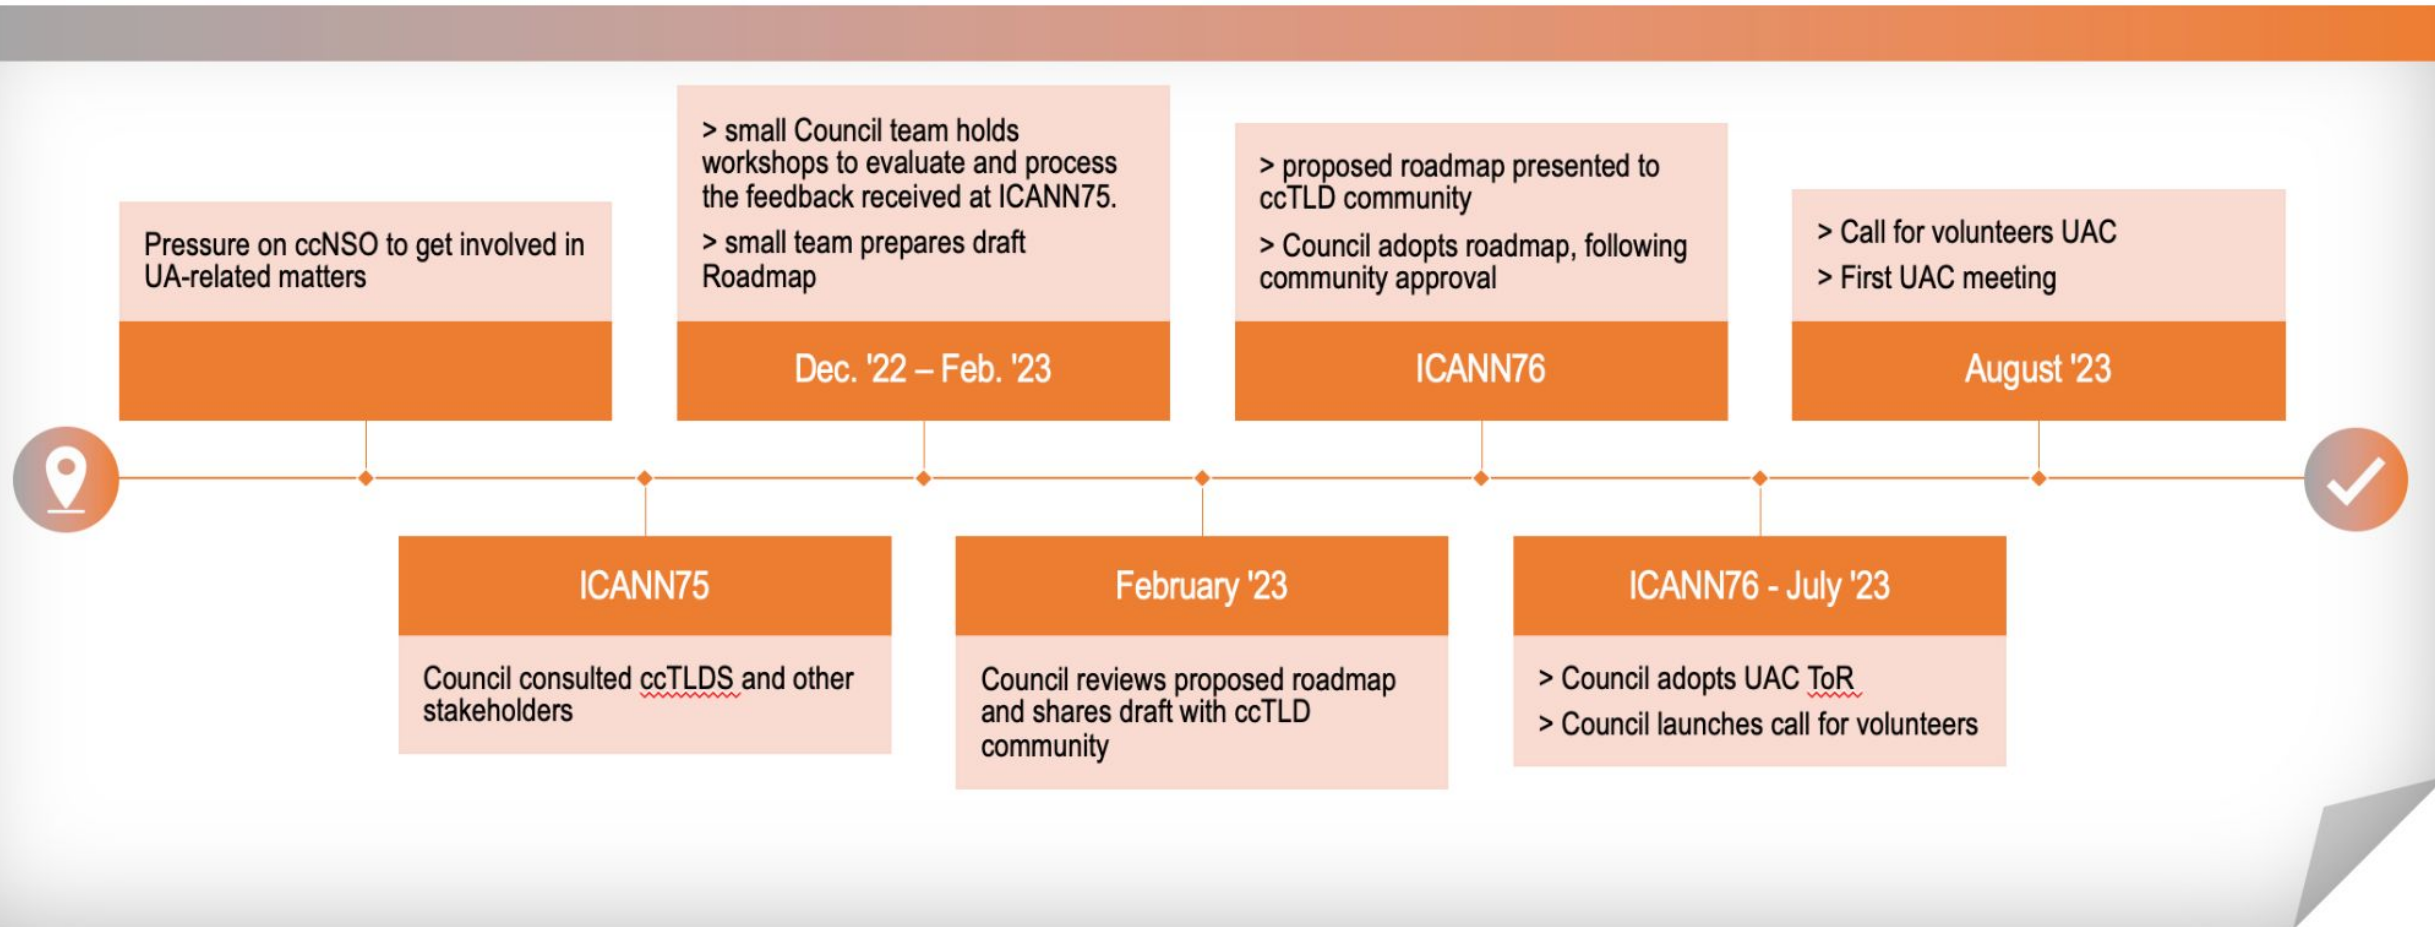 Pressure on ccNSO to get involved in
UA-related matters
ICANN75
Council consulted ccTLDS and other
stakeholders
> small Council team holds
workshops to evaluate and process
the feedback received at ICANN75.
> small team prepares draft
Roadmap
Dec. '22 – Feb. '23
February '23
Council reviews proposed roadmap
and shares draft with ccTLD
community
> proposed roadmap presented to
ccTLD community
> Council adopts roadmap, following
community approval
ICANN76
ICANN76 - July '23
> Council adopts UAC ToR
> Council launches call for volunteers
> Call for volunteers UAC
> First UAC meeting
August '23